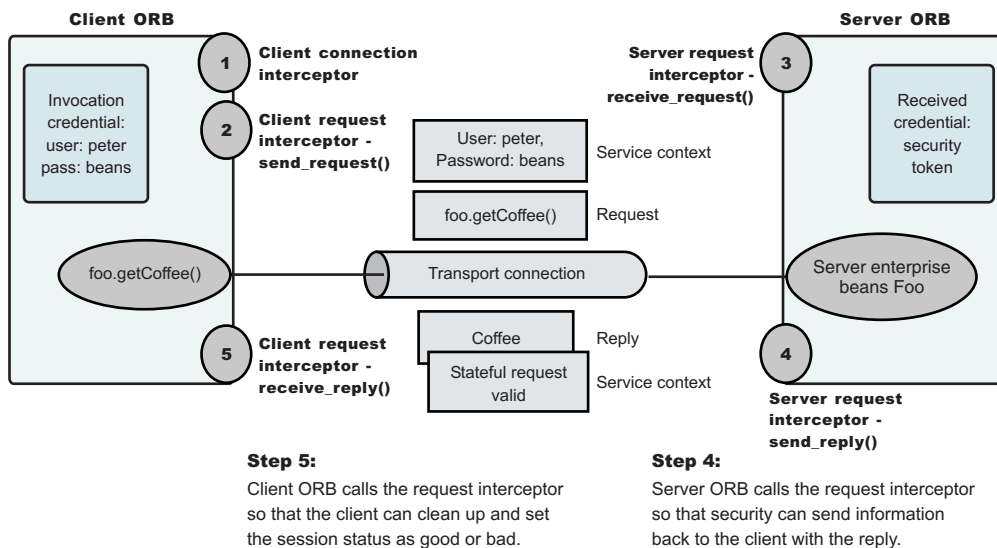 Client ORB
Server ORB
1
Client connection
interceptor
Server request
interceptor -
receive_request()
3
Invocation
credential:
user: peter
pass: beans
2
Client request
interceptor -
send_request()
User: peter,
Password: beans
Service context
Received
credential:
security
token
foo.getCoffee()
Request
foo.getCoffee()
Transport connection
Server enterprise
beans Foo
5
Client request
interceptor -
receive_reply()
Coffee
Reply
Stateful request
valid
Service context
4
Server request
interceptor -
send_reply()
Step 5:
Client ORB calls the request interceptor
so that the client can clean up and set
the session status as good or bad.
Step 4:
Server ORB calls the request interceptor
so that security can send information
back to the client with the reply.